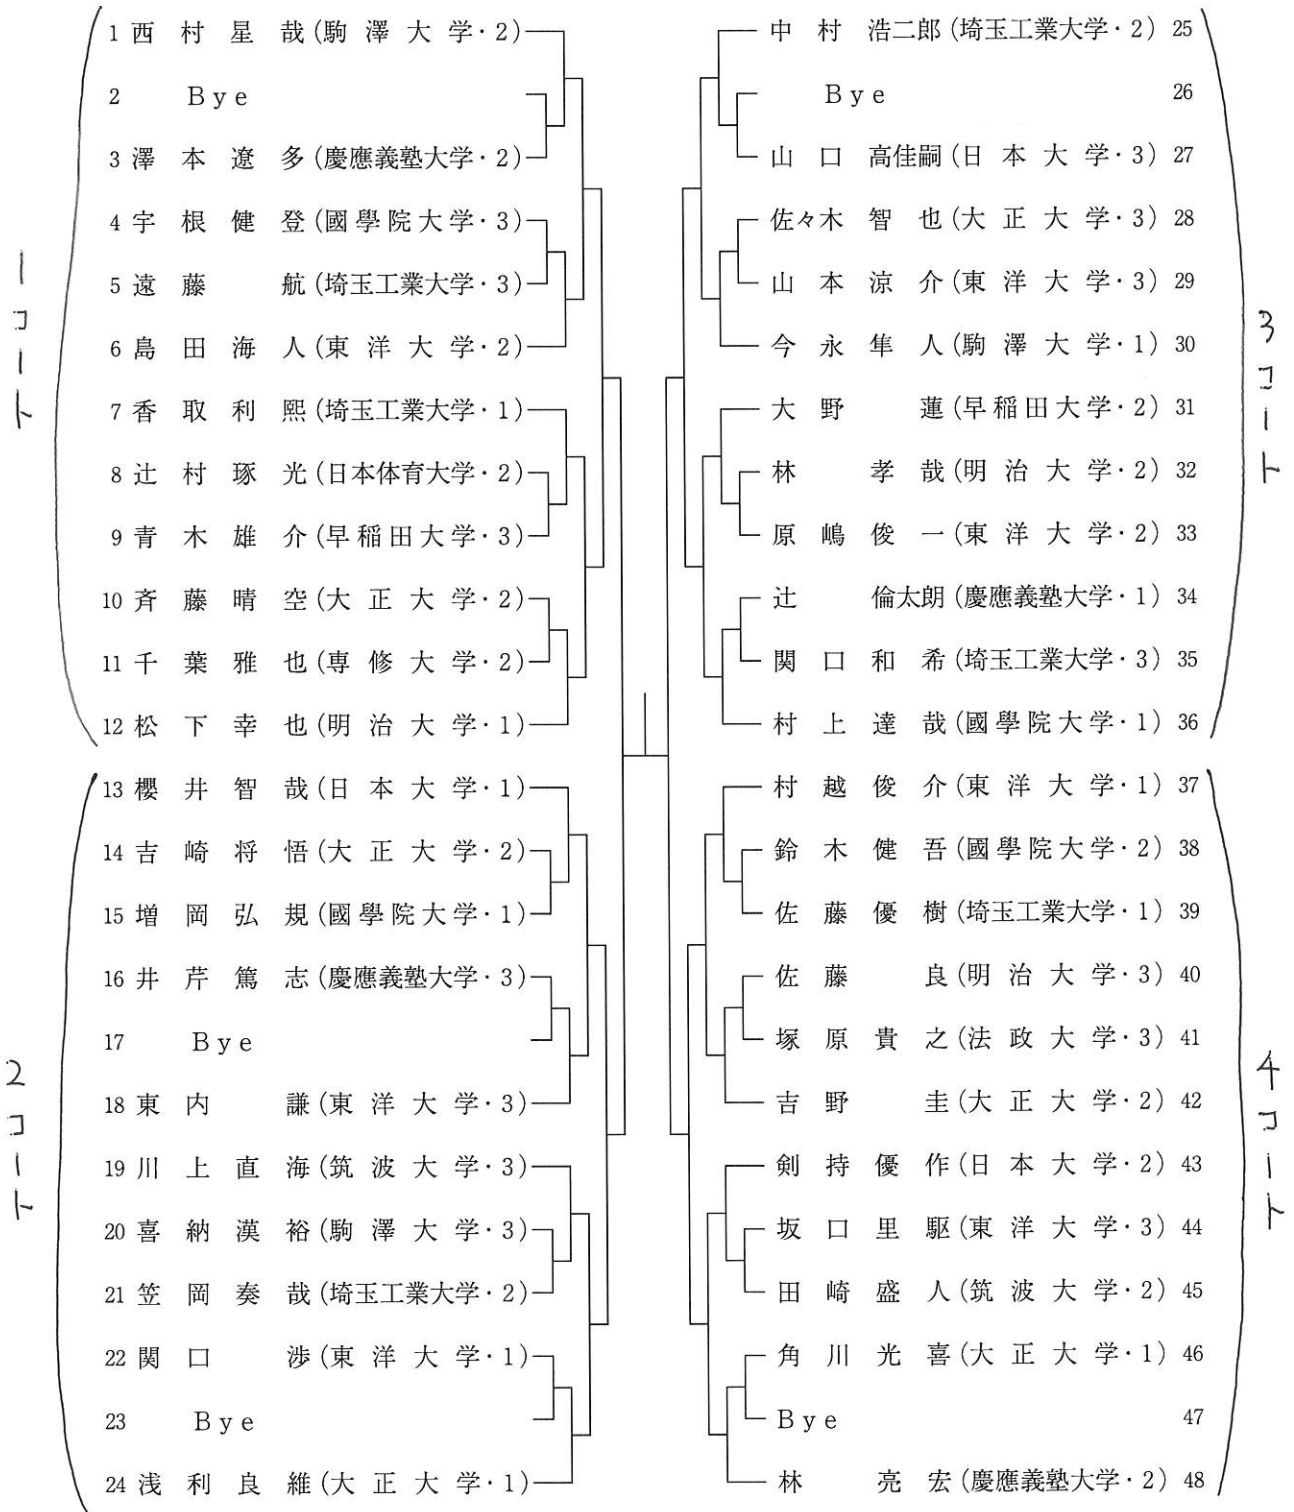 1コート
1 西村星哉(駒澤大学・2)
2 Bye
3 澤本遼多(慶應義塾大学・2)
4 宇根健登(國學院大学・3)
5 遠藤航(埼玉工業大学・3)
6 島田海人(東洋大学・2)
7 香取利熙(埼玉工業大学・1)
8 辻村琢光(日本体育大学・2)
9 青木雄介(早稲田大学・3)
10 斉藤晴空(大正大学・2)
11 千葉雅也(専修大学・2)
12 松下幸也(明治大学・1)
2コート
13 櫻井智哉(日本大学・1)
14 吉崎将悟(大正大学・2)
15 増岡弘規(國學院大学・1)
16 井芹篤志(慶應義塾大学・3)
17 Bye
18 東内謙(東洋大学・3)
19 川上直海(筑波大学・3)
20 喜納漢裕(駒澤大学・3)
21 笠岡奏哉(埼玉工業大学・2)
22 関口渉(東洋大学・1)
23 Bye
24 浅利良維(大正大学・1)
3コート
中村浩二郎(埼玉工業大学・2) 25
Bye 26
山口高佳嗣(日本大学・3) 27
佐々木智也(大正大学・3) 28
山本涼介(東洋大学・3) 29
今永隼人(駒澤大学・1) 30
大野蓮(早稲田大学・2) 31
林孝哉(明治大学・2) 32
原嶋俊一(東洋大学・2) 33
辻倫太朗(慶應義塾大学・1) 34
関口和希(埼玉工業大学・3) 35
村上達哉(國學院大学・1) 36
4コート
村越俊介(東洋大学・1) 37
鈴木健吾(國學院大学・2) 38
佐藤優樹(埼玉工業大学・1) 39
佐藤良(明治大学・3) 40
塚原貴之(法政大学・3) 41
吉野圭(大正大学・2) 42
剣持優作(日本大学・2) 43
坂口里駆(東洋大学・3) 44
田崎盛人(筑波大学・2) 45
角川光喜(大正大学・1) 46
Bye 47
林亮宏(慶應義塾大学・2) 48